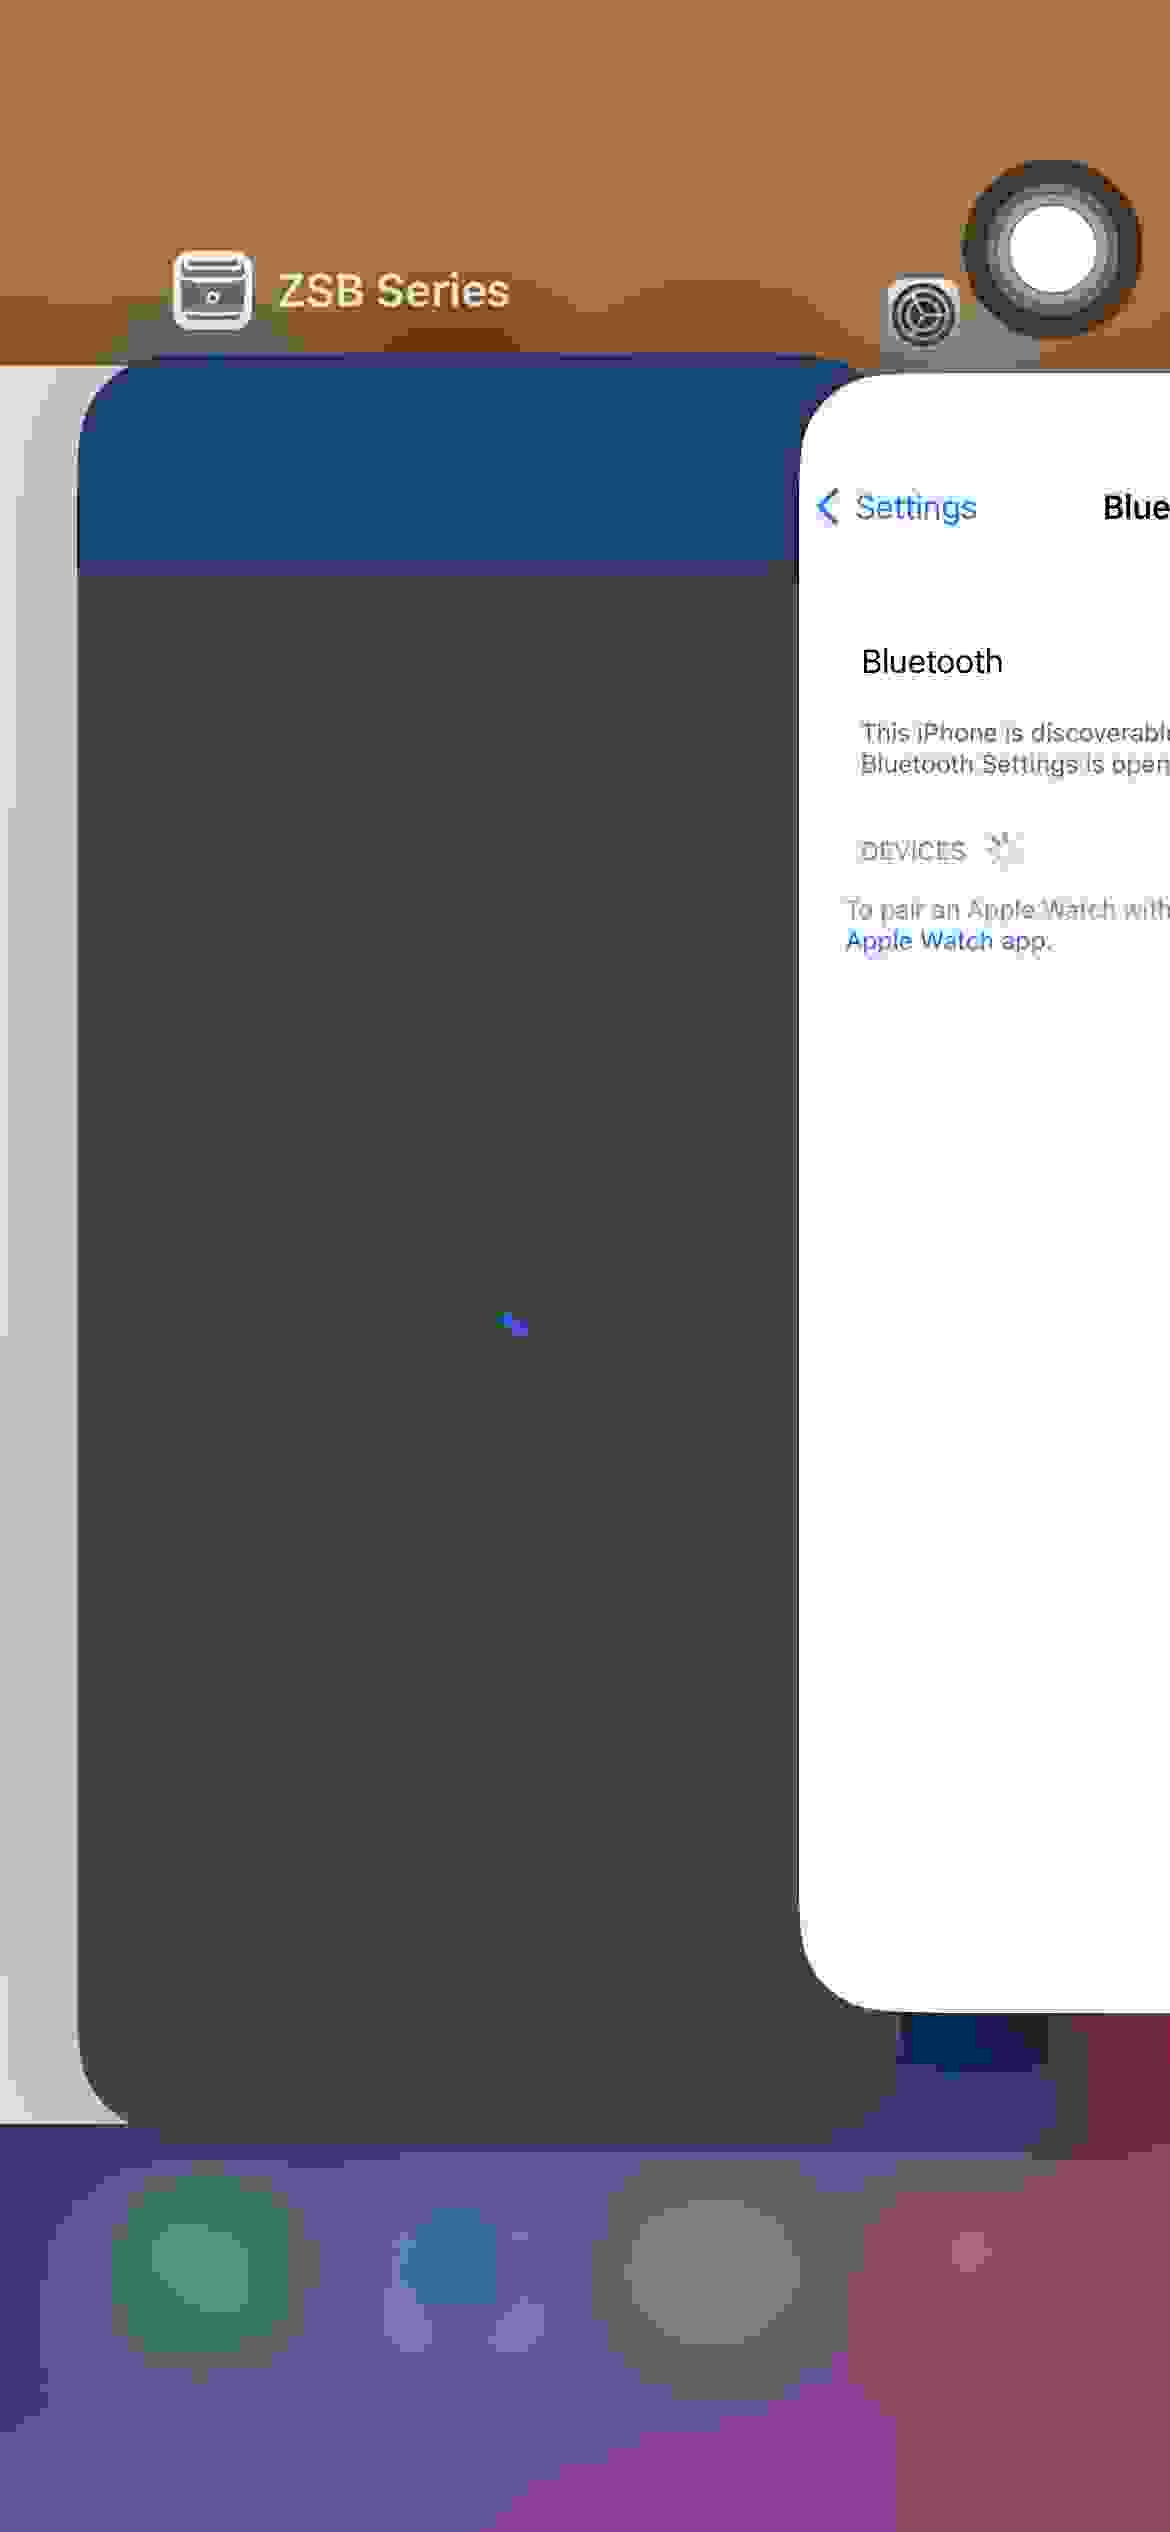 ZSB Series
Settings
Blue
Bluetooth
This iPhone is discoverable
Bluetooth Settings is open
DEVICES
To pair an Apple Watch with
Apple Watch app.